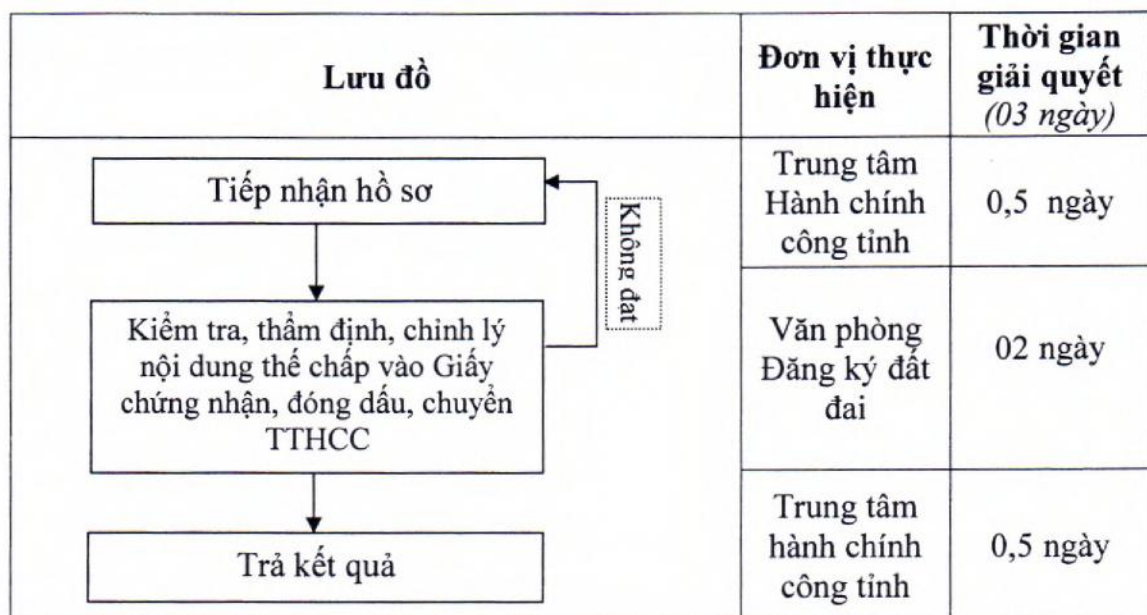 Lưu đồ
Đơn vị thực
hiện
Thời gian
giải quyết
(03 ngày)
Tiếp nhận hồ sơ
Không đạt
Trung tâm
Hành chính
công tỉnh
0,5 ngày
Kiểm tra, thẩm định, chỉnh lý
nội dung thế chấp vào Giấy
chứng nhận, đóng dấu, chuyển
TTHCC
Văn phòng
Đăng ký đất
đai
02 ngày
Trả kết quả
Trung tâm
hành chính
công tỉnh
0,5 ngày